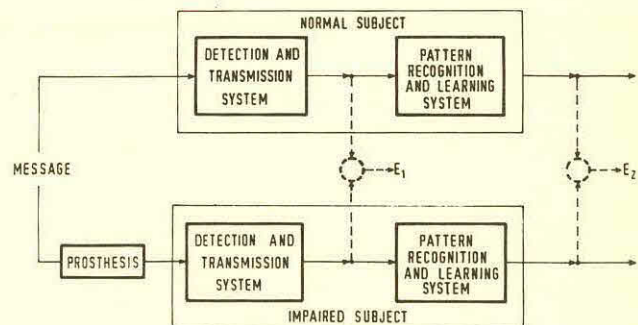 NORMAL SUBJECT
DETECTION AND
TRANSMISSION
SYSTEM
PATTERN
RECOGNITION
AND LEARNING
SYSTEM
MESSAGE
E1
E2
PROSTHESIS
DETECTION AND
TRANSMISSION
SYSTEM
PATTERN
RECOGNITION
AND LEARNING
SYSTEM
IMPAIRED SUBJECT